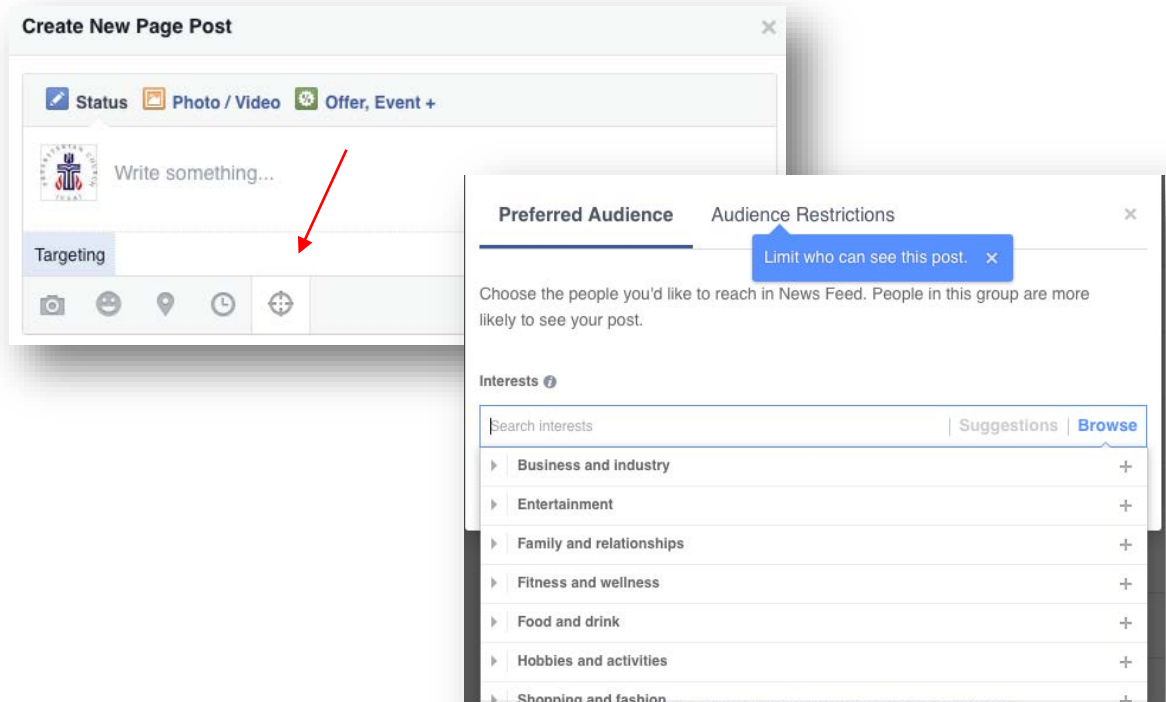 Create New Page Post
Status Photo / Video Offer, Event +
Write something...
Targeting
Preferred Audience Audience Restrictions
Limit who can see this post.
Choose the people you'd like to reach in News Feed. People in this group are more
likely to see your post.
Interests
Search interests | Suggestions | Browse
Business and industry
Entertainment
Family and relationships
Fitness and wellness
Food and drink
Hobbies and activities
Shopping and fashion